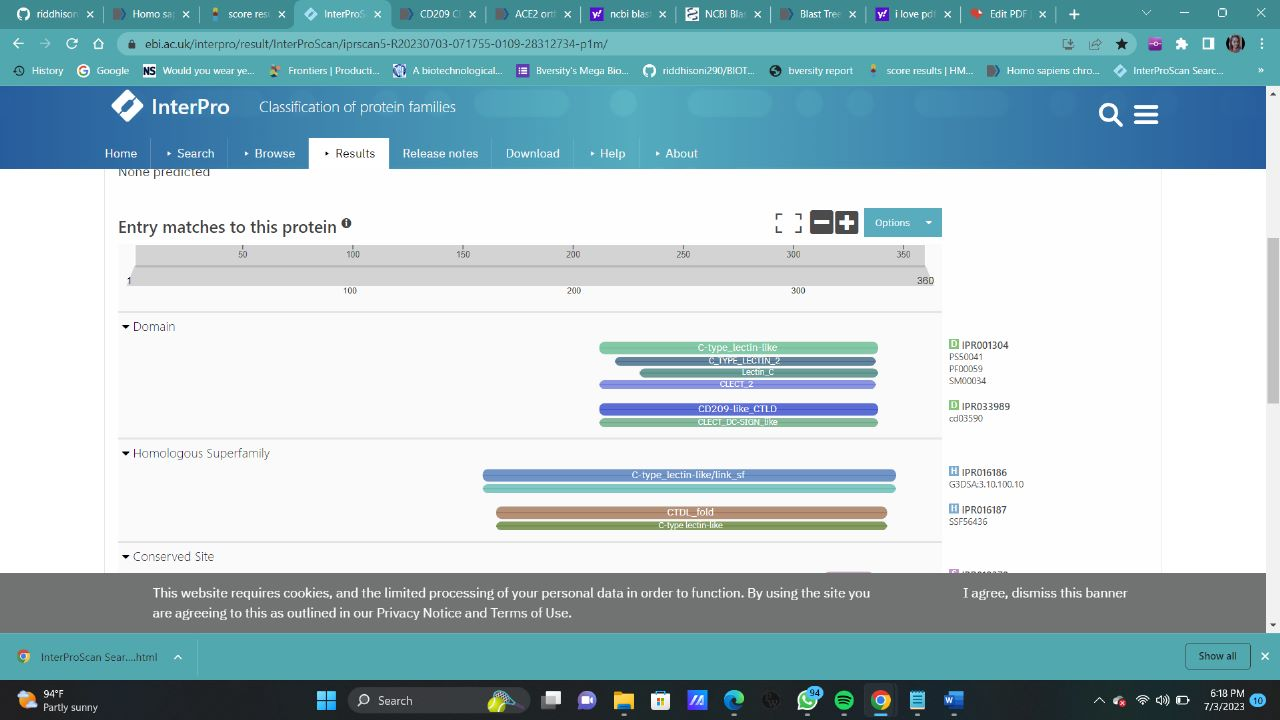 riddhison
Homo sap
score resu
InterProS
CD209 C
ACE2 ort
ncbi blas
NCBI Blas
Blast Tree
i love pdf
Edit PDF
ebi.ac.uk/interpro/result/InterProScan/iprscan5-R20230703-071755-0109-28312734-p1m/
History
Google
NS
Would you wear ye...
Frontiers | Producti...
A biotechnological...
Bversity's Mega Bio...
riddhisoni290/BIOT...
bversity report
score results | HM...
Homo sapiens chro...
InterProScan Searc...
»
InterPro
Classification of protein families
Home
Search
Browse
Results
Release notes
Download
Help
About
None predicted
Entry matches to this protein
Options
50 100 150 200 250 300 350
1 360
100 200 300
Domain
C-type_lectin-like
IPR001304
C_TYPE_LECTIN_2
PS50041
Lectin_C
PF00059
CLECT_2
SM00034
CD209-like_CTLD
D IPR033989
CLECT_DC-SIGN_like
cd03590
Homologous Superfamily
C-type_lectin-like/link_sf
H IPR016186
G3DSA:3.10.100.10
CTDL_fold
H IPR016187
C-type lectin-like
SSF56436
Conserved Site
This website requires cookies, and the limited processing of your personal data in order to function. By using the site you
are agreeing to this as outlined in our Privacy Notice and Terms of Use.
I agree, dismiss this banner
InterProScan Sear....html
Show all
94°F
Partly sunny
Search
94
6:18 PM
7/3/2023
10